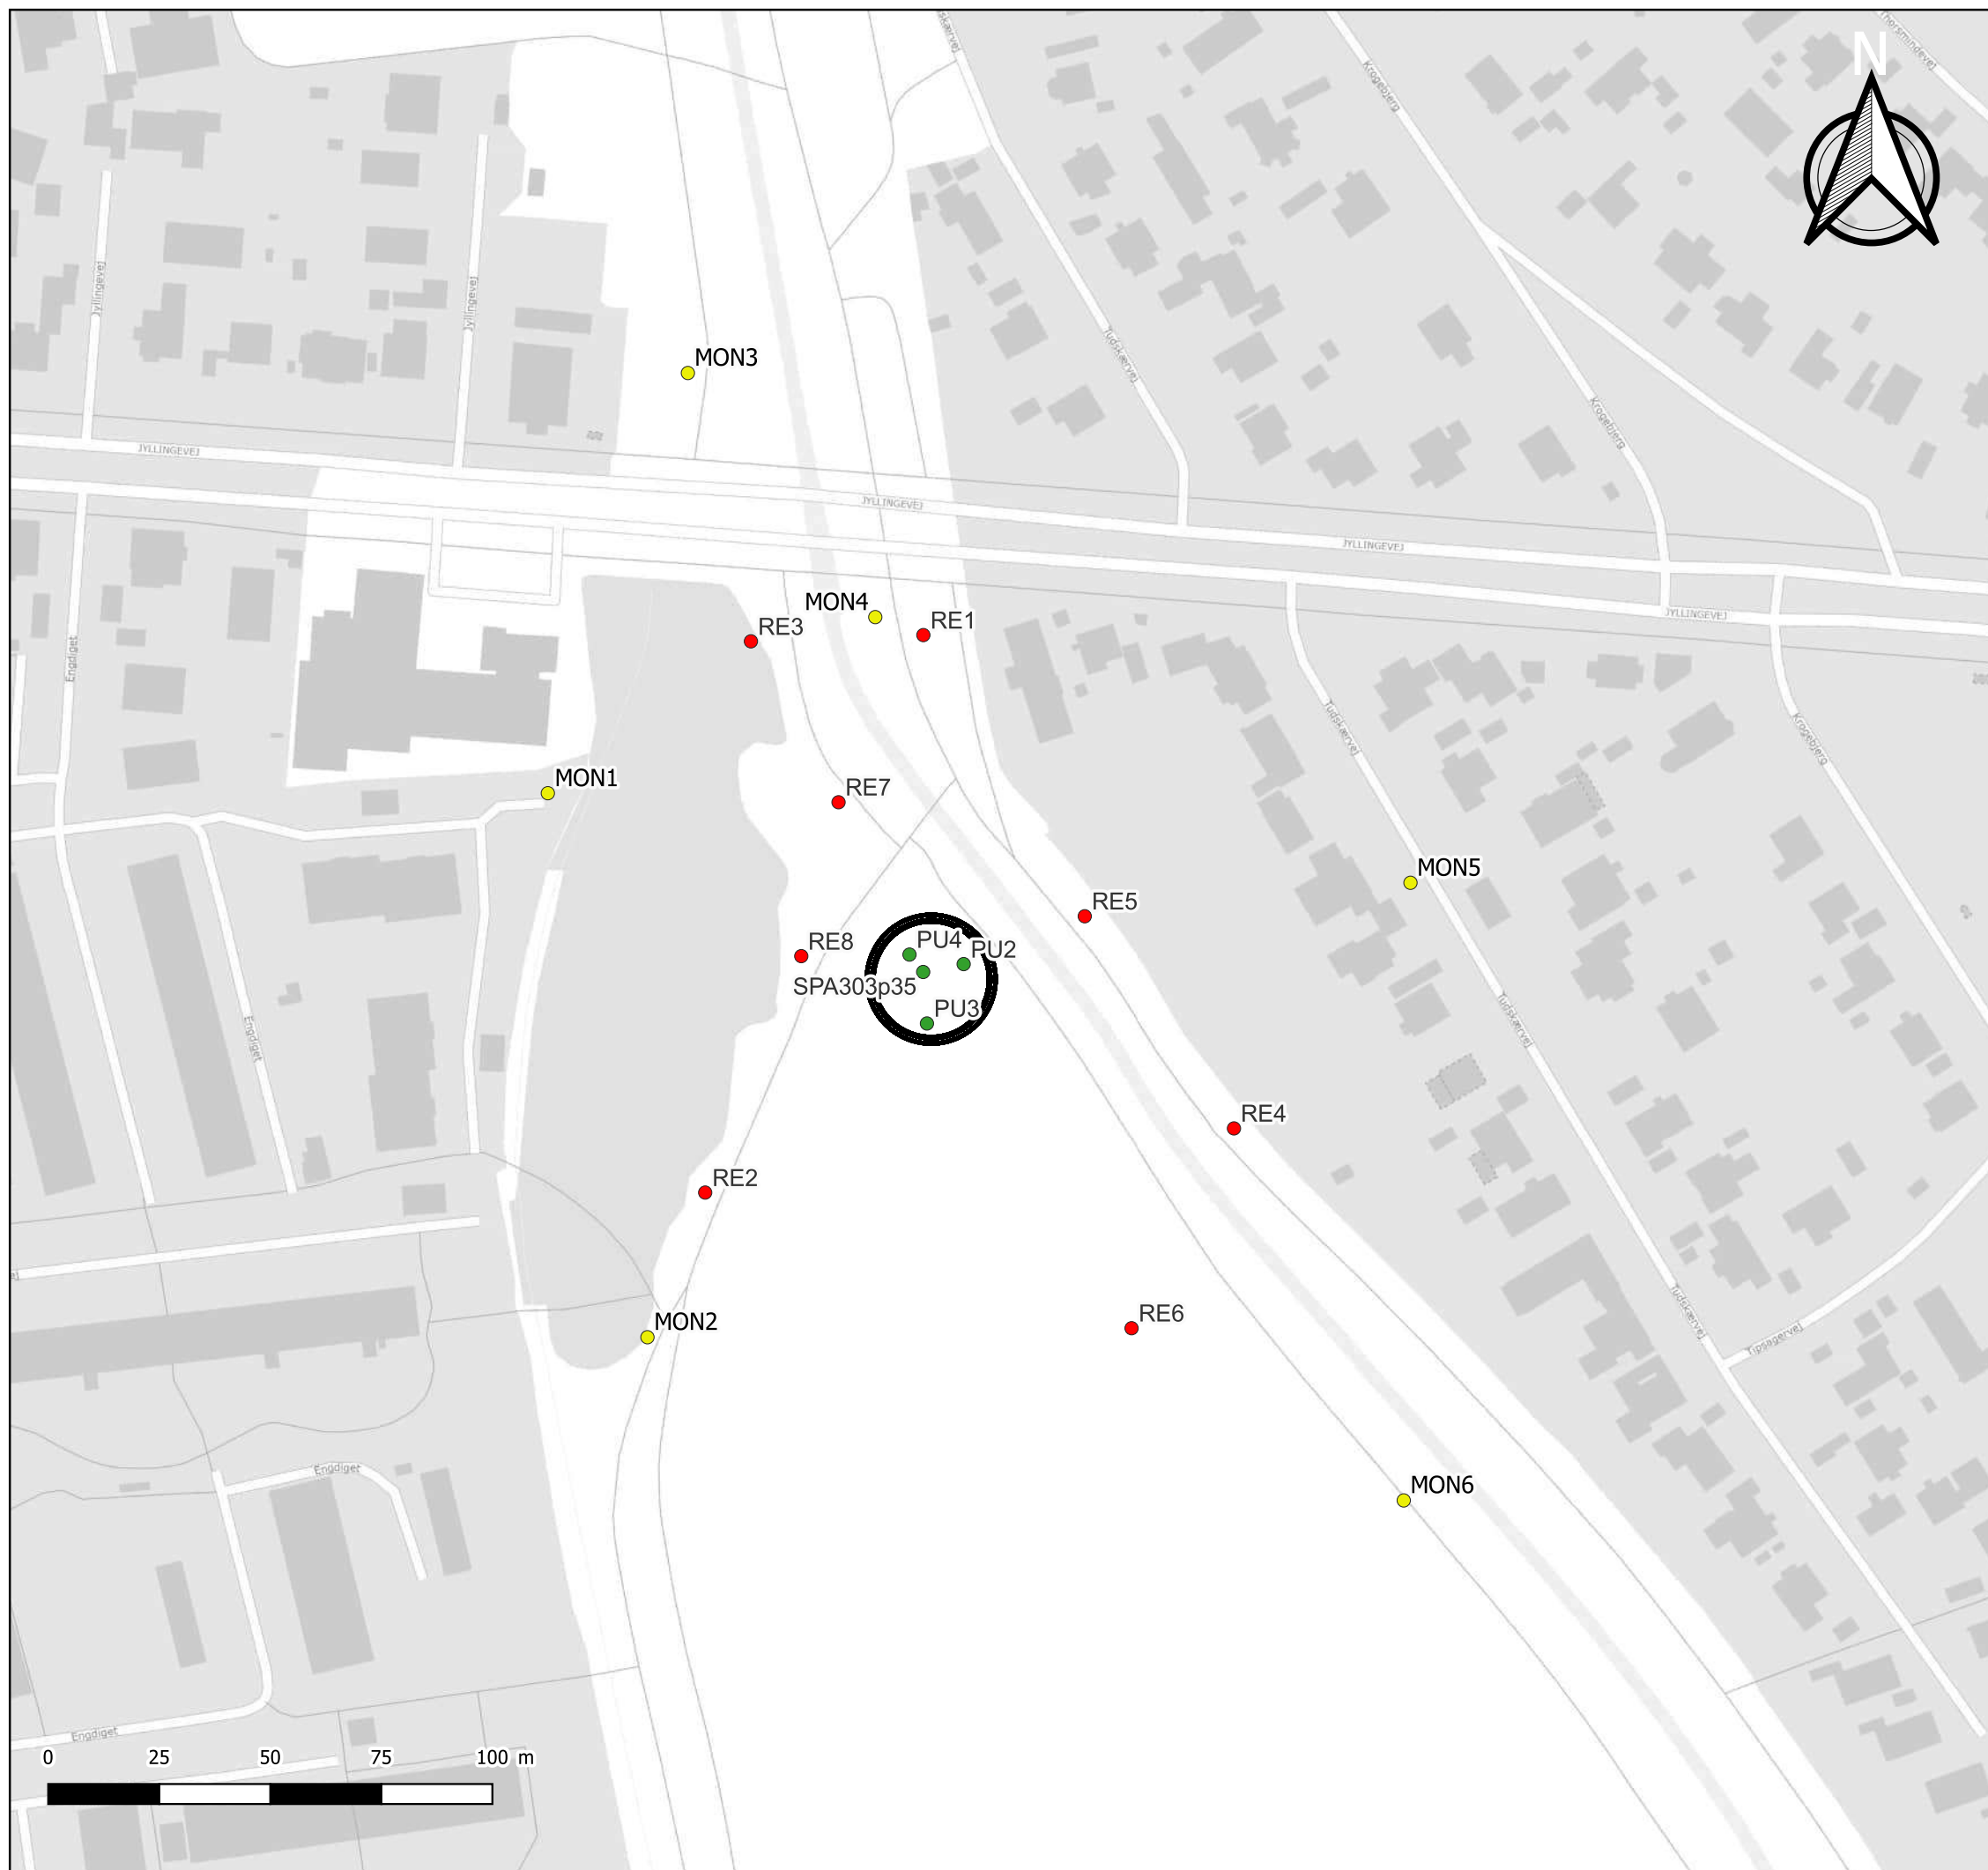 Tudskærvej
Krogebjerg
Thorsmindevej
N
Jyllingevej
Jyllingevej
Tudskærvej
MON3
Krogebjerg
JYLLINGEVEJ
JYLLINGEVEJ
JYLLINGEVEJ
JYLLINGEVEJ
MON4
RE1
RE3
Engdiget
Tudskærvej
Krogebjerg
MON1
RE7
MON5
RE5
PU4
RE8
PU2
SPA303p35
PU3
Tudskærvej
Engdiget
RE4
RE2
RE6
MON2
Tudskærvej
Tipsagervej
Engdiget
MON6
Engdiget
0 25 50 75 100 m